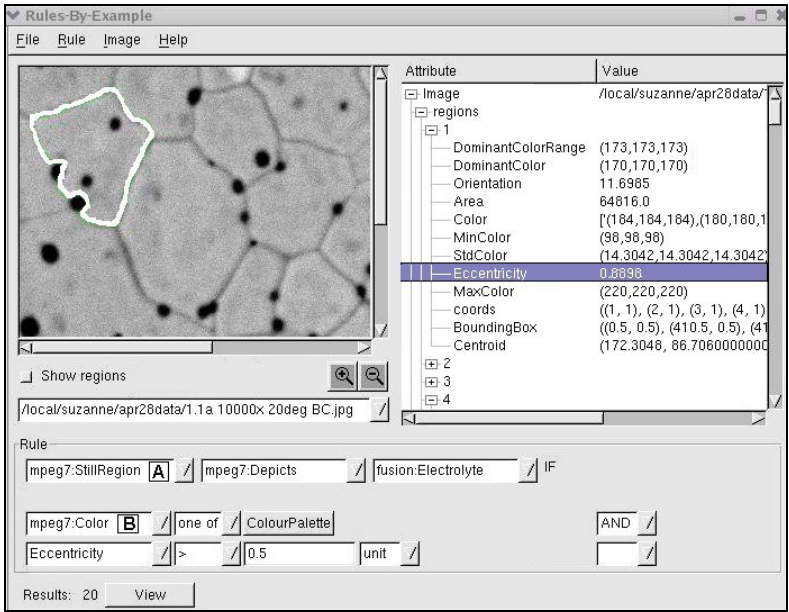 Rules-By-Example
File Rule Image Help
Attribute Value
Image /local/suzanne/apr28data/
regions
1
DominantColorRange (173,173,173)
DominantColor (170,170,170)
Orientation 11.6985
Area 64816.0
Color ['(184,184,184),(180,180,1
MinColor (98,98,98)
StdColor (14.3042,14.3042,14.3042)
Eccentricity 0.8898
MaxColor (220,220,220)
coords ((1, 1), (2, 1), (3, 1), (4, 1)
BoundingBox ((0.5, 0.5), (410.5, 0.5), (41
Centroid (172.3048, 86.7060000000
2
3
4
Show regions
/local/suzanne/apr28data/1.1a 10000x 20deg BC.jpg
Rule
mpeg7:StillRegion A mpeg7:Depicts fusion:Electrolyte IF
mpeg7:Color B one of ColourPalette AND
Eccentricity > 0.5 unit
Results: 20 View